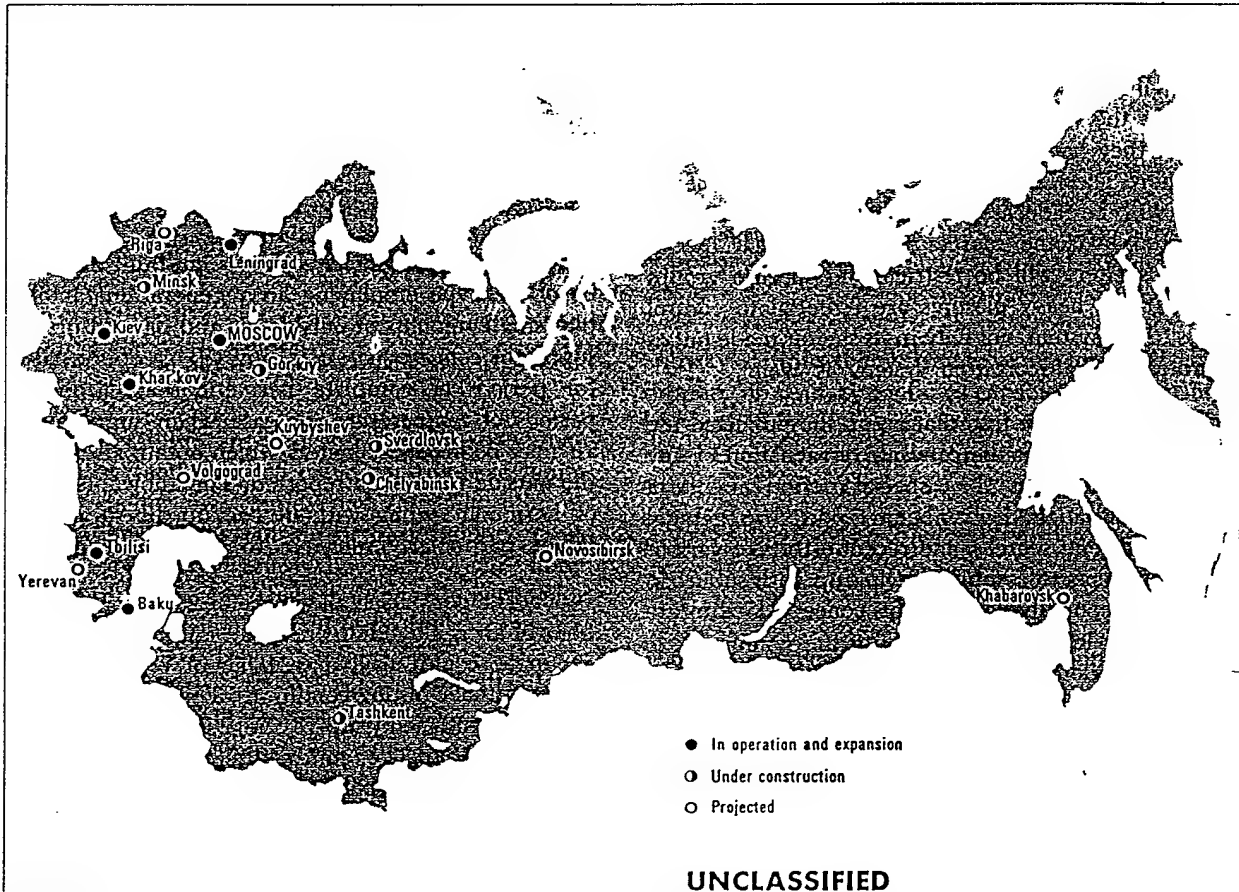 Riga
Leningrad
Minsk
Kiev
MOSCOW
Gor'kiy
Khar'kov
Kuybyshev
Sverdlovsk
Volgograd
Chelyabinsk
Tbilisi
Novosibirsk
Yerevan
Khabarovsk
Baku
Tashkent
In operation and expansion
Under construction
Projected
UNCLASSIFIED